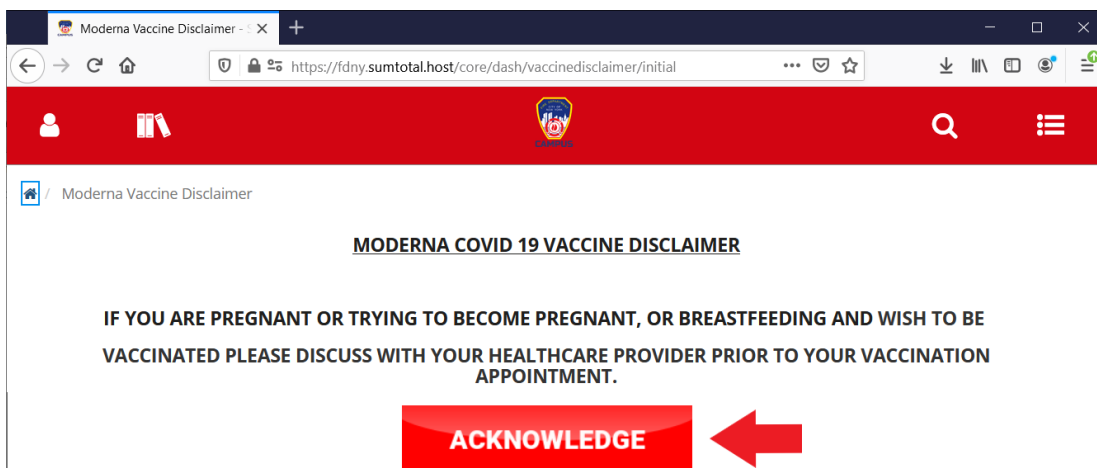 Moderna Vaccine Disclaimer - S
https://fdny.sumtotal.host/core/dash/vaccinedisclaimer/initial
CAMPUS
/ Moderna Vaccine Disclaimer
MODERNA COVID 19 VACCINE DISCLAIMER
IF YOU ARE PREGNANT OR TRYING TO BECOME PREGNANT, OR BREASTFEEDING AND WISH TO BE
VACCINATED PLEASE DISCUSS WITH YOUR HEALTHCARE PROVIDER PRIOR TO YOUR VACCINATION
APPOINTMENT.
ACKNOWLEDGE